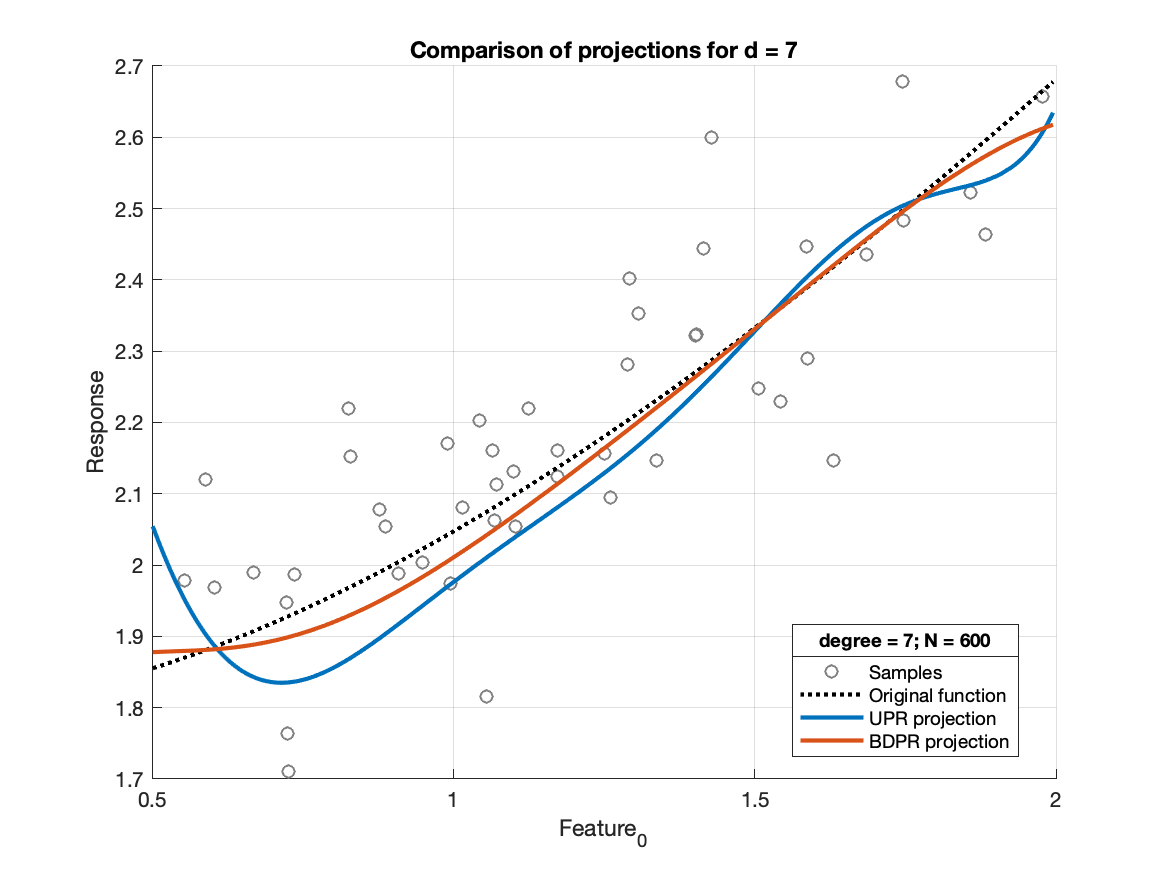 Comparison of projections for d = 7
2.7
2.6
2.5
2.4
2.3
2.2
2.1
2
1.9
1.8
1.7
Response
0.5
1
1.5
2
Feature₀
degree = 7; N = 600
Samples
Original function
UPR projection
BDPR projection